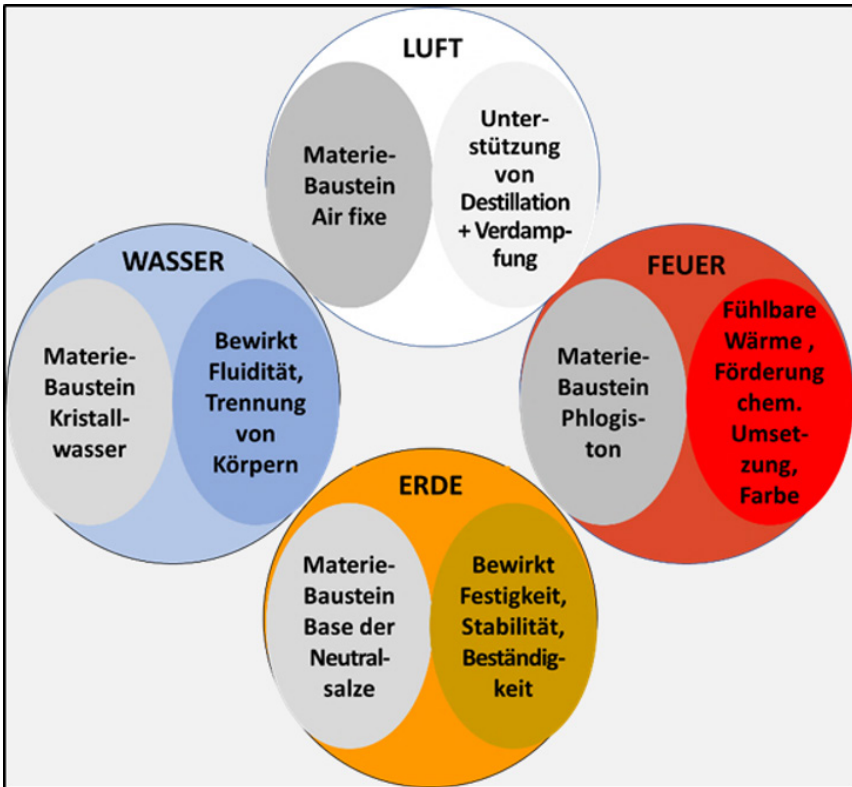 LUFT
Materie-
Baustein
Air fixe
Unter-
stützung
von
Destillation
+ Verdamp-
fung
WASSER
Materie-
Baustein
Kristall-
wasser
Bewirkt
Fluidität,
Trennung
von
Körpern
FEUER
Materie-
Baustein
Phlogis-
ton
Fühlbare
Wärme ,
Förderung
chem.
Umset-
zung,
Farbe
ERDE
Materie-
Baustein
Base der
Neutral-
salze
Bewirkt
Festigkeit,
Stabilität,
Beständig-
keit